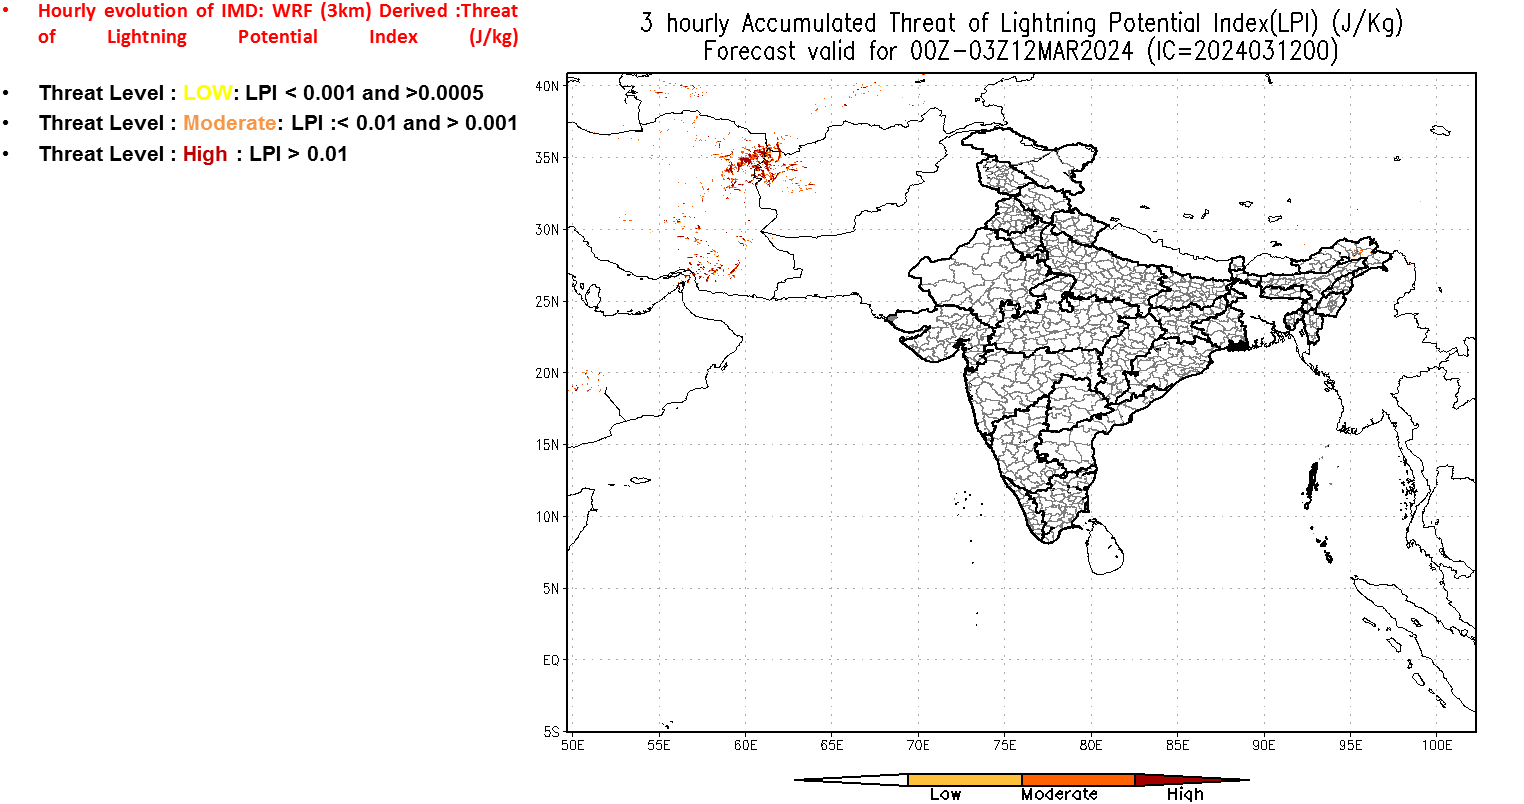 • Hourly evolution of IMD: WRF (3km) Derived :Threat
of Lightning Potential Index (J/kg)
• Threat Level : LOW: LPI < 0.001 and >0.0005
• Threat Level : Moderate: LPI :< 0.01 and > 0.001
• Threat Level : High : LPI > 0.01
3 hourly Accumulated Threat of Lightning Potential Index(LPI) (J/Kg)
Forecast valid for 00Z-03Z12MAR2024 (IC=2024031200)
40N
35N
30N
25N
20N
15N
10N
5N
EQ
5S
50E 55E 60E 65E 70E 75E 80E 85E 90E 95E 100E
Low Moderate High